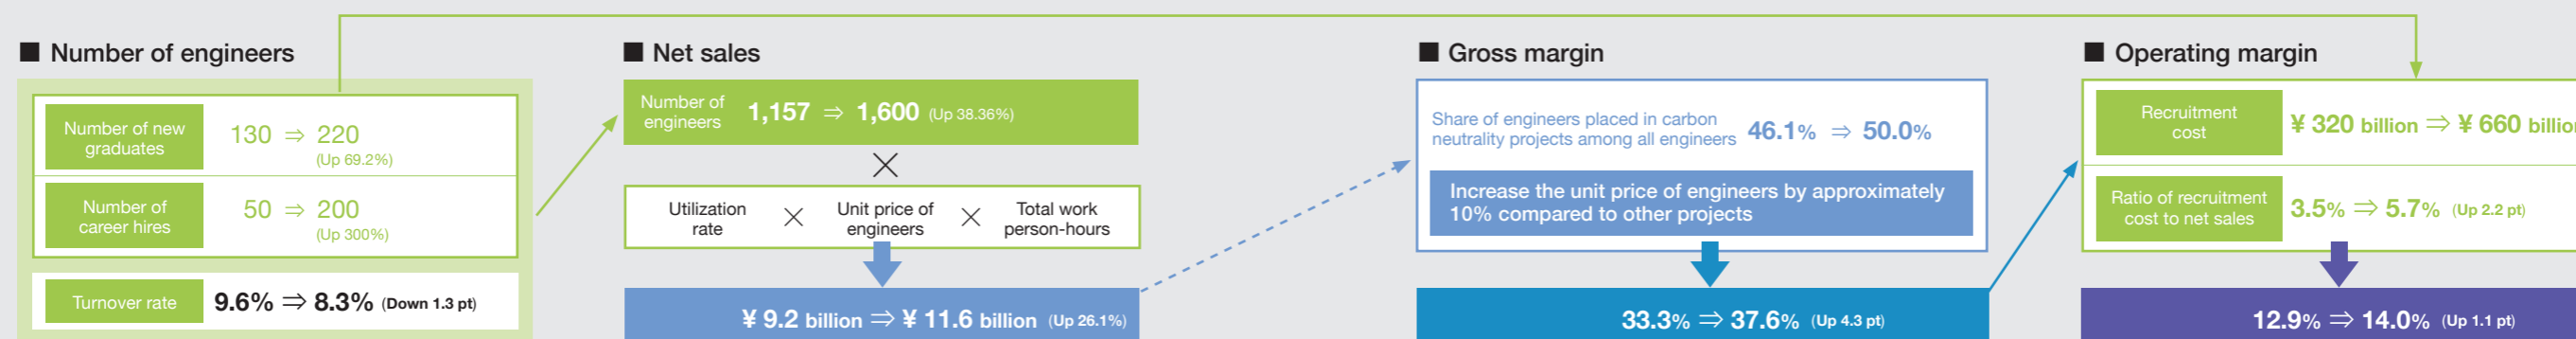 ■ Number of engineers
Number of new
graduates
130 ⇒ 220
(Up 69.2%)
Number of
career hires
50 ⇒ 200
(Up 300%)
Turnover rate
9.6% ⇒ 8.3% (Down 1.3 pt)
■ Net sales
Number of
engineers
1,157 ⇒ 1,600 (Up 38.36%)
×
Utilization
rate
×
Unit price of
engineers
×
Total work
person-hours
¥ 9.2 billion ⇒ ¥ 11.6 billion (Up 26.1%)
■ Gross margin
Share of engineers placed in carbon
neutrality projects among all engineers
46.1% ⇒ 50.0%
Increase the unit price of engineers by approximately
10% compared to other projects
33.3% ⇒ 37.6% (Up 4.3 pt)
■ Operating margin
Recruitment
cost
¥ 320 billion ⇒ ¥ 660 billio
Ratio of recruitment
cost to net sales
3.5% ⇒ 5.7% (Up 2.2 pt)
12.9% ⇒ 14.0% (Up 1.1 pt)